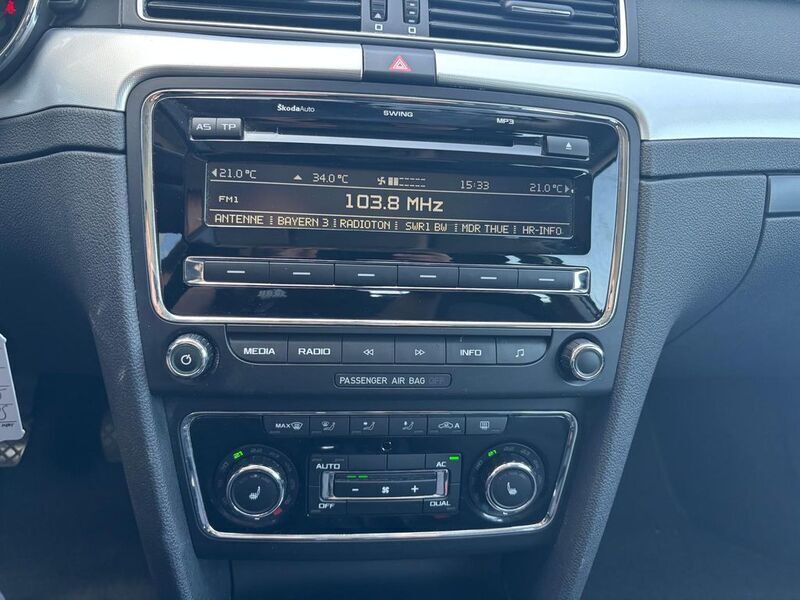 ŠkodaAuto SWING MP3
AS TP
21.0°C 34.0°C 15:33 21.0°C
FM1 103.8 MHz
ANTENNE BAYERN 3 RADIOTON SWR1 BW MDR THUE HR-INFO
MEDIA RADIO INFO
PASSENGER AIR BAG OFF
MAX A
21 AUTO AC 21
- +
OFF DUAL